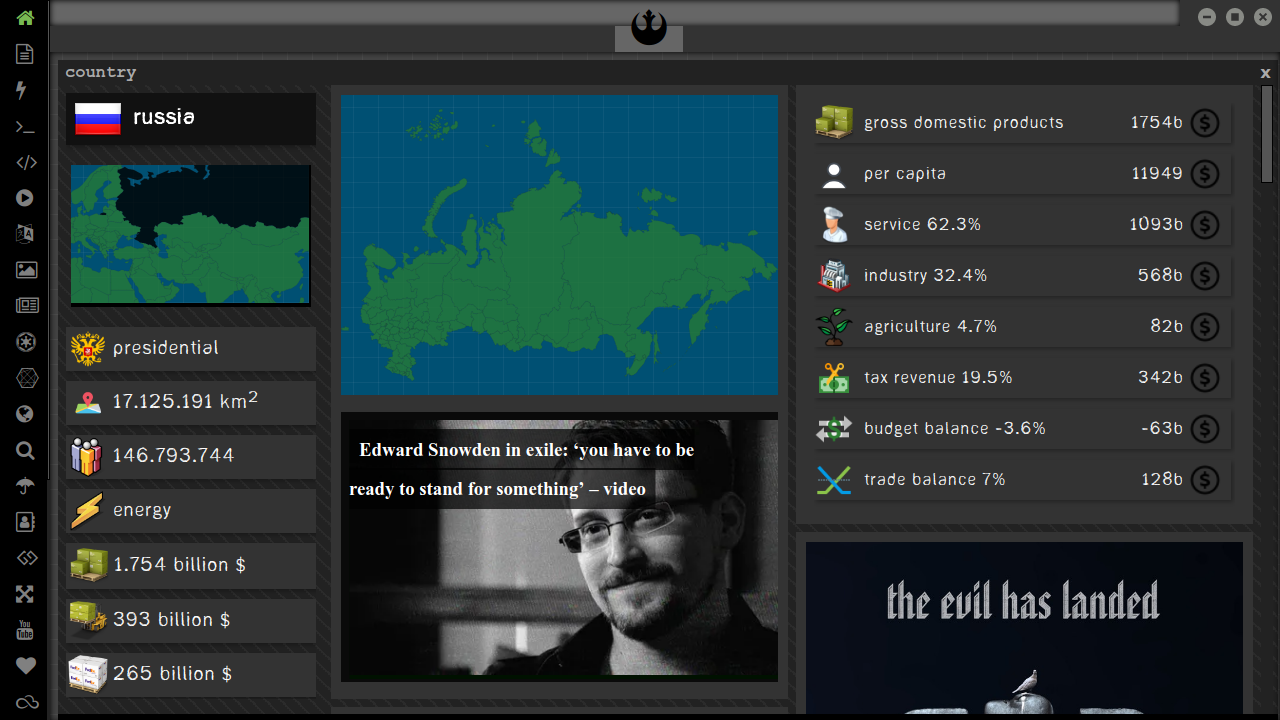 country
x
russia
presidential
17.125.191 km²
146.793.744
energy
1.754 billion $
393 billion $
265 billion $
Edward Snowden in exile: ‘you have to be
ready to stand for something’ – video
gross domestic products 1754b $
per capita 11949 $
service 62.3% 1093b $
industry 32.4% 568b $
agriculture 4.7% 82b $
tax revenue 19.5% 342b $
budget balance -3.6% -63b $
trade balance 7% 128b $
the evil has landed
You
Tube